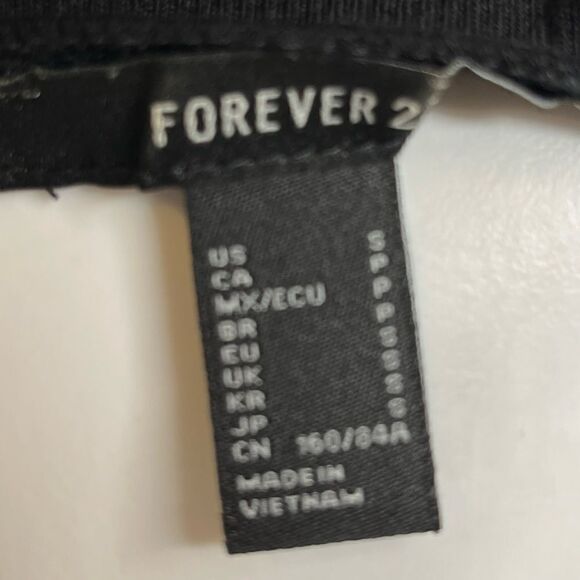 FOREVER 2
US S
CA P
MX/ECU P
BR P
EU S
UK S
KR S
JP S
CN 160/84A
MADE IN
VIETNAM